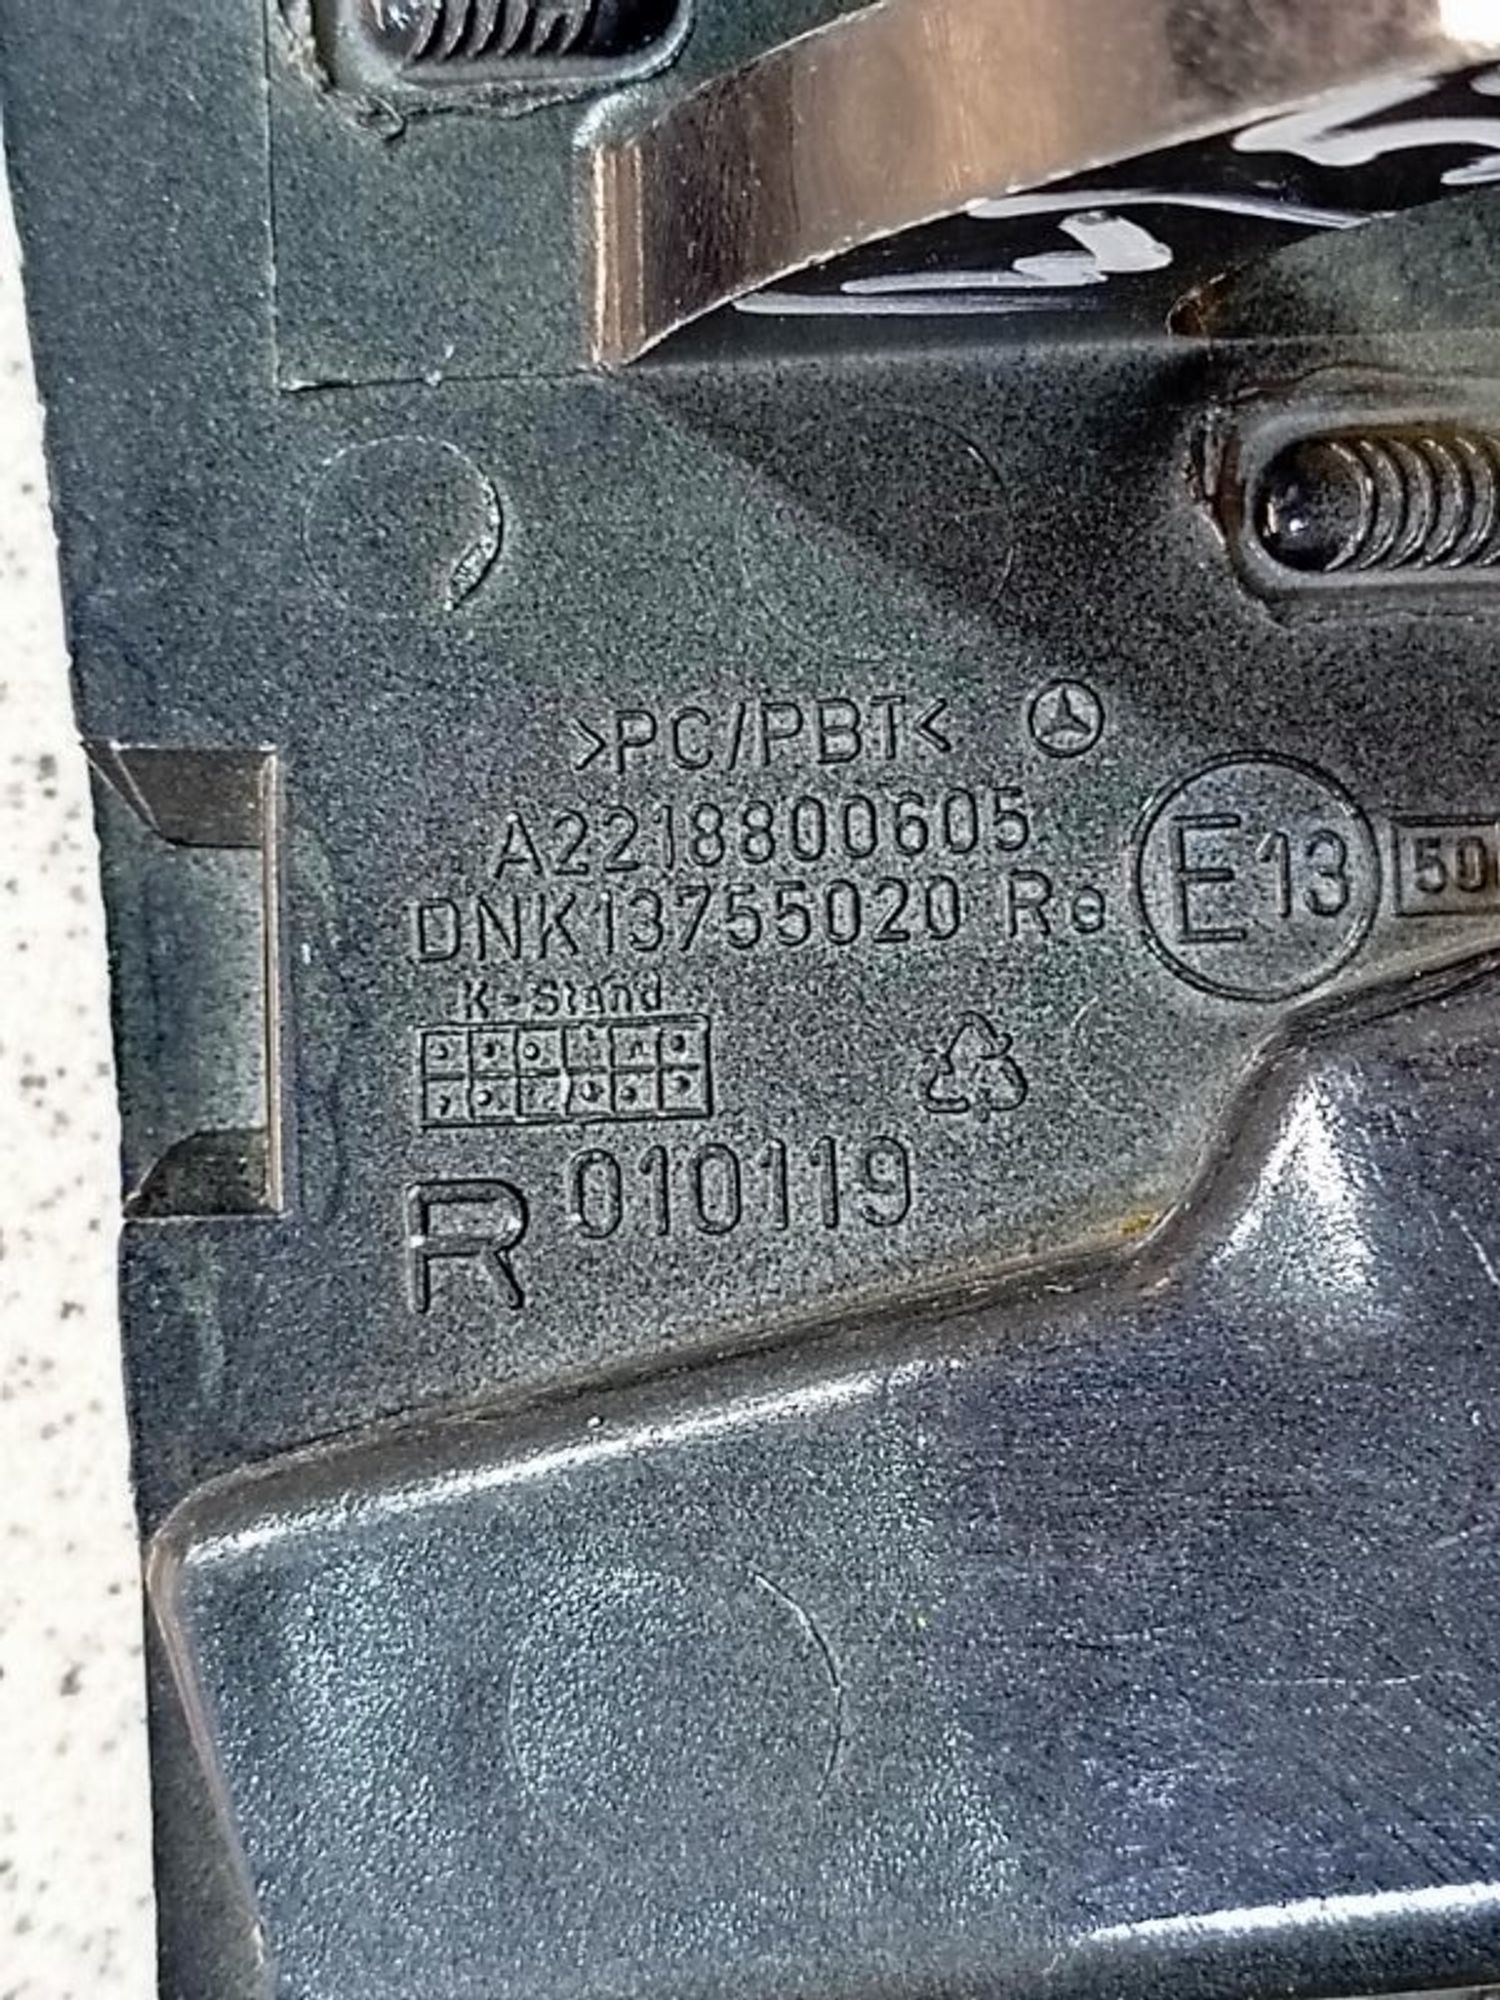 >PC/PBT<
A2218800605
DNK13755020 Re
E13
K-Stand
R 010119